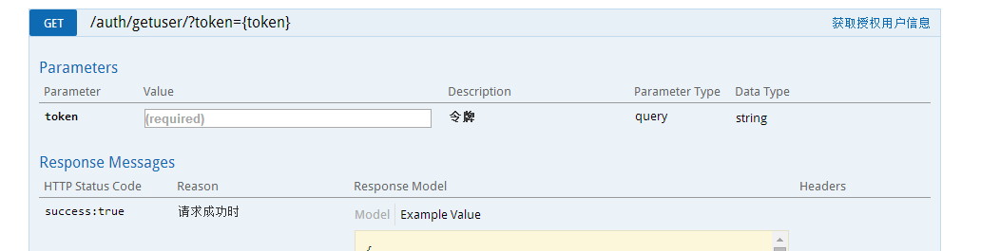 GET /auth/getuser/?token={token} 获取授权用户信息
Parameters
Parameter Value Description Parameter Type Data Type
token (required) 令牌 query string
Response Messages
HTTP Status Code Reason Response Model Headers
success:true 请求成功时 Model Example Value
{